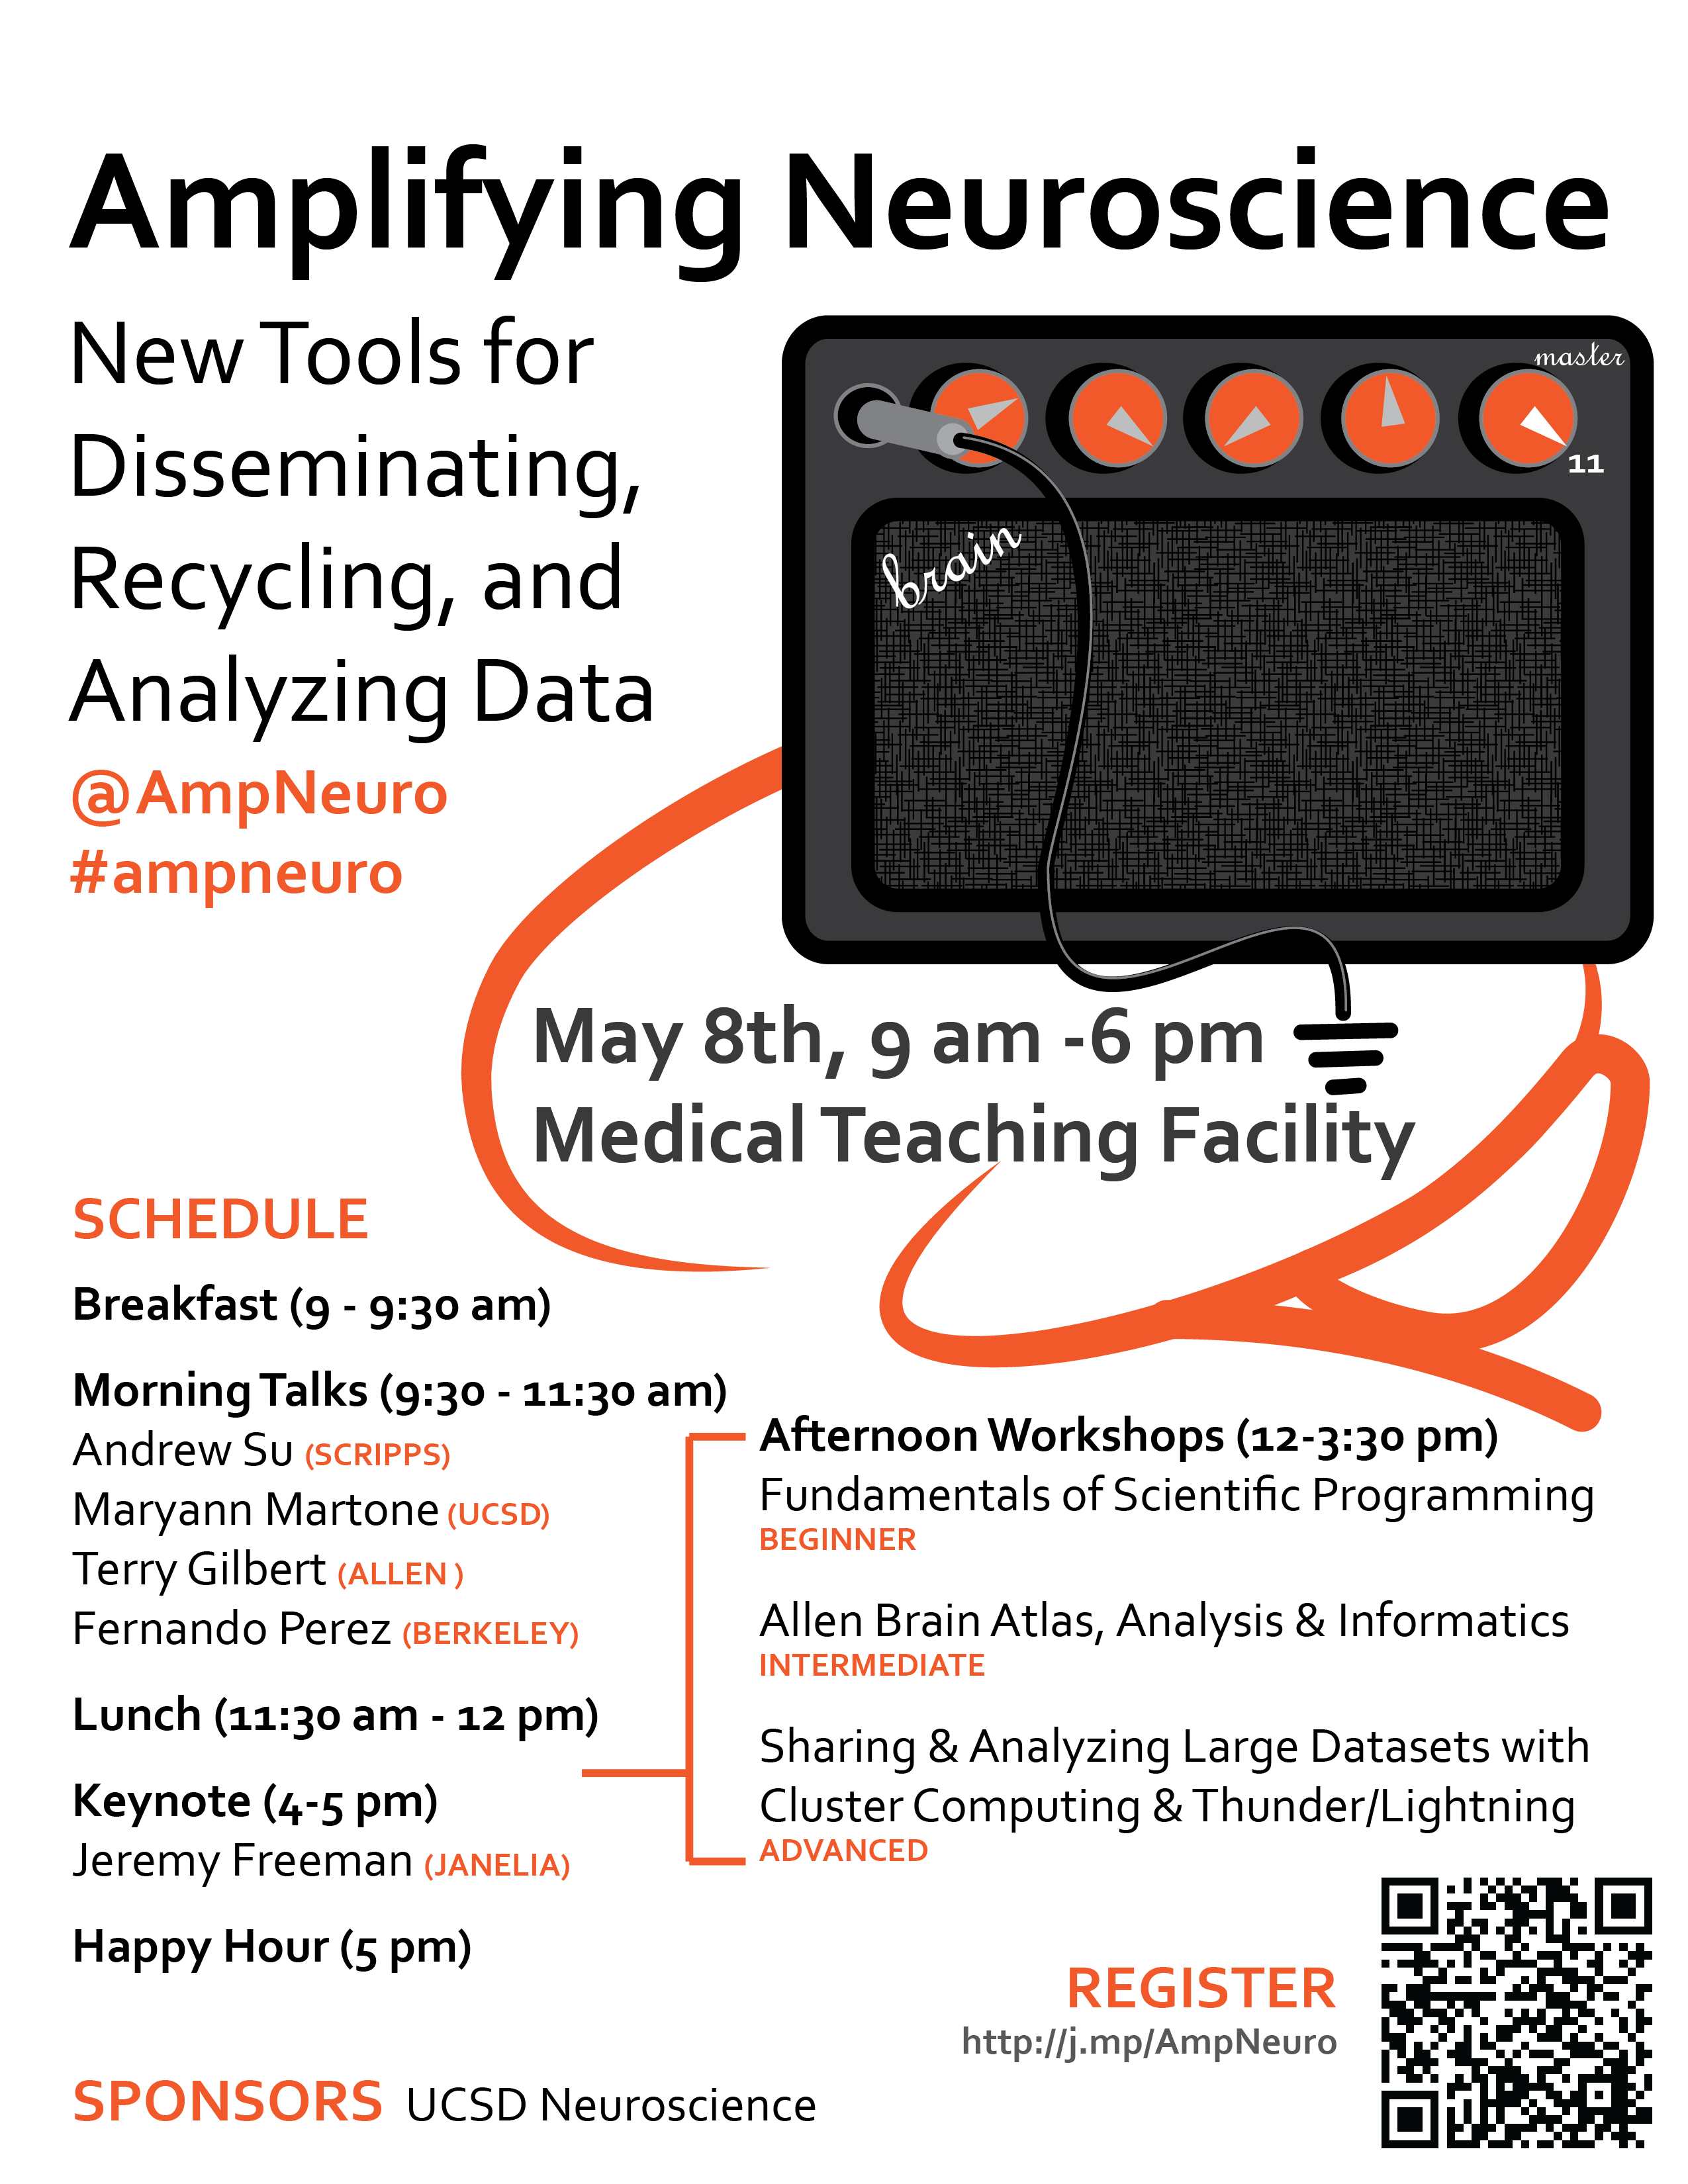 Amplifying Neuroscience
New Tools for
Disseminating,
Recycling, and
Analyzing Data
@AmpNeuro
#ampneuro
master
11
brain
May 8th, 9 am -6 pm
Medical Teaching Facility
SCHEDULE
Breakfast (9 - 9:30 am)
Morning Talks (9:30 - 11:30 am)
Andrew Su (SCRIPPS)
Maryann Martone (UCSD)
Terry Gilbert (ALLEN )
Fernando Perez (BERKELEY)
Lunch (11:30 am - 12 pm)
Afternoon Workshops (12-3:30 pm)
Fundamentals of Scientific Programming
BEGINNER
Allen Brain Atlas, Analysis & Informatics
INTERMEDIATE
Sharing & Analyzing Large Datasets with
Cluster Computing & Thunder/Lightning
ADVANCED
Keynote (4-5 pm)
Jeremy Freeman (JANELIA)
Happy Hour (5 pm)
REGISTER
http://j.mp/AmpNeuro
SPONSORS UCSD Neuroscience